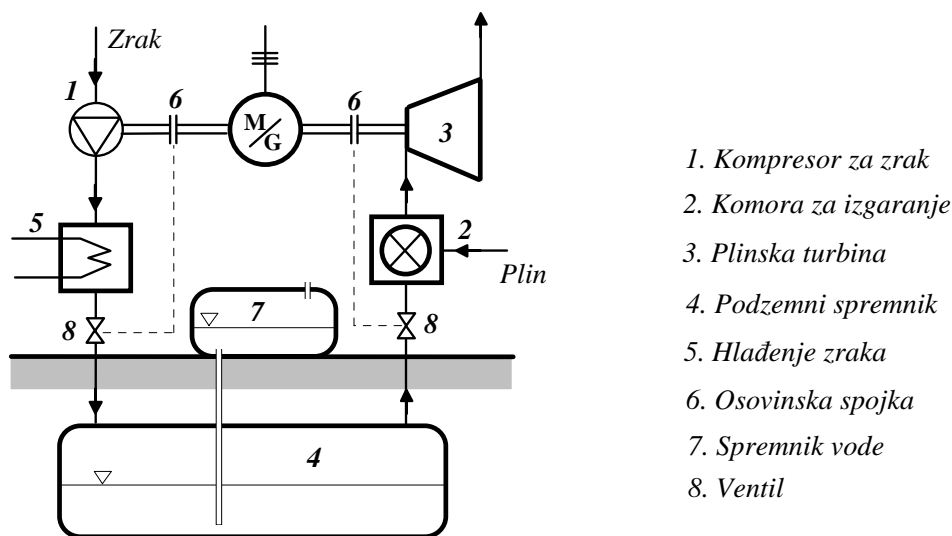 Zrak
1
6
6
M/G
3
5
2
Plin
8
7
8
4
1. Kompresor za zrak
2. Komora za izgaranje
3. Plinska turbina
4. Podzemni spremnik
5. Hlađenje zraka
6. Osovinska spojka
7. Spremnik vode
8. Ventil